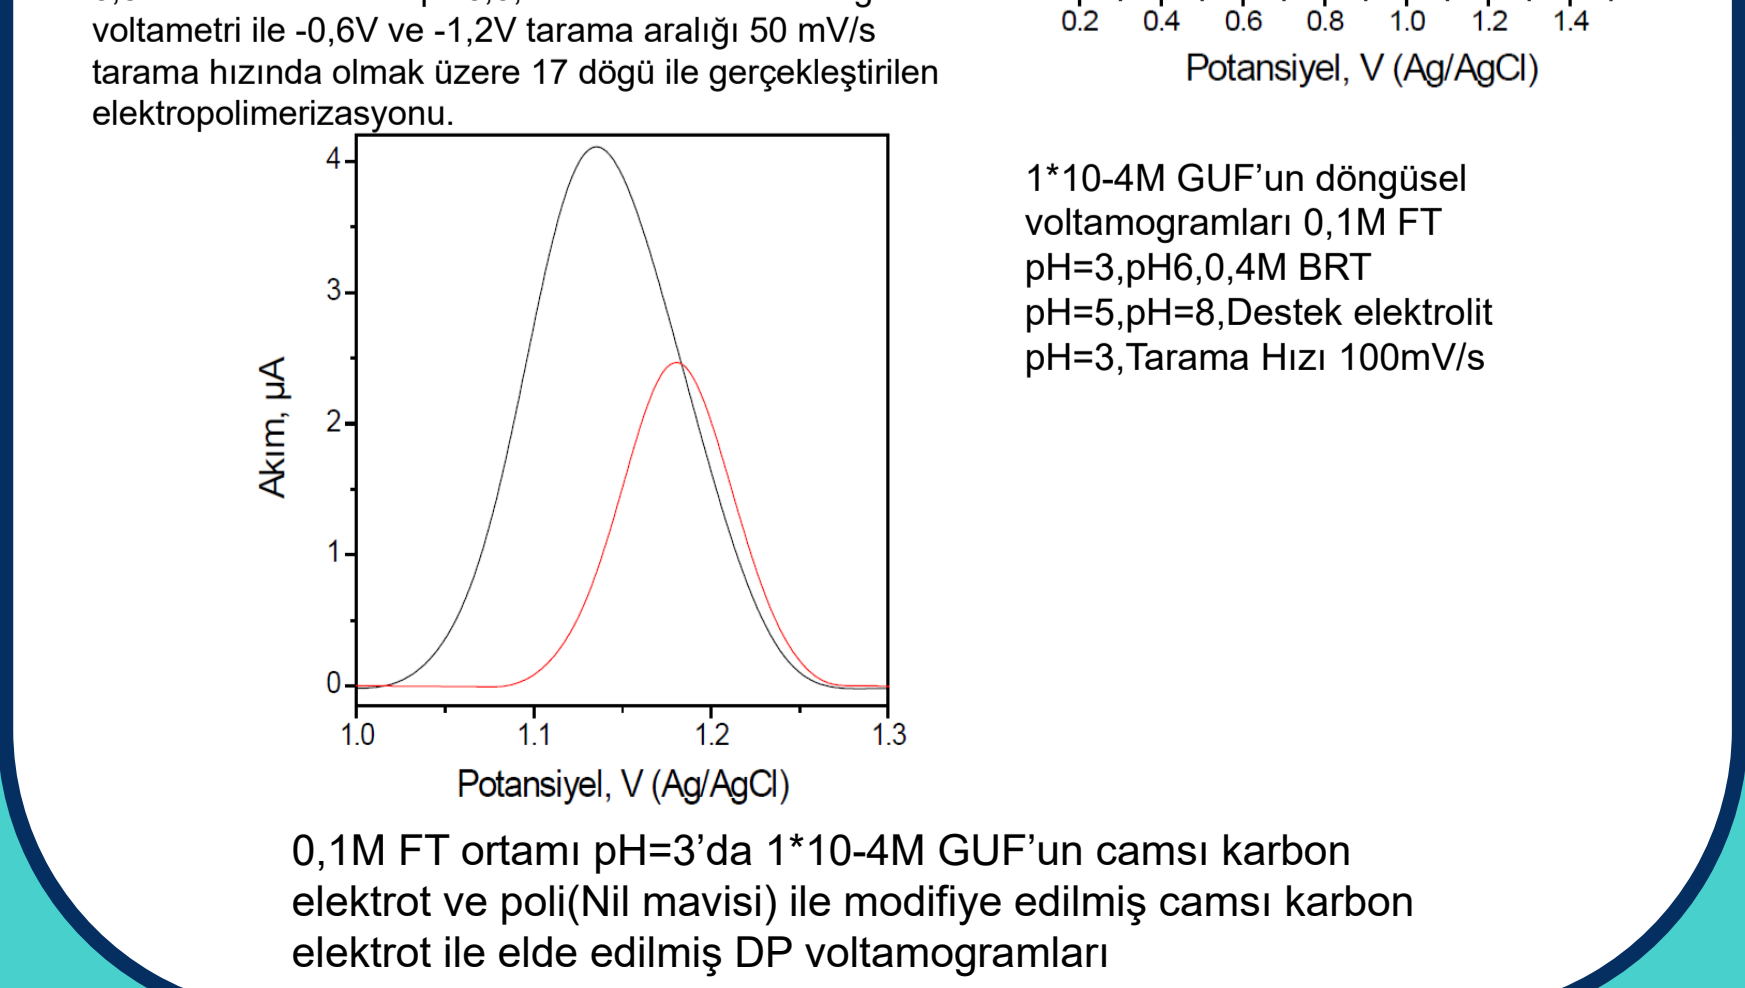 voltametri ile -0,6V ve -1,2V tarama aralığı 50 mV/s
tarama hızında olmak üzere 17 dögü ile gerçekleştirilen
elektropolimerizasyonu.
0.2 0.4 0.6 0.8 1.0 1.2 1.4
Potansiyel, V (Ag/AgCl)
1*10-4M GUF’un döngüsel
voltamogramları 0,1M FT
pH=3,pH6,0,4M BRT
pH=5,pH=8,Destek elektrolit
pH=3,Tarama Hızı 100mV/s
4
3
2
1
0
Akım, µA
1.0 1.1 1.2 1.3
Potansiyel, V (Ag/AgCl)
0,1M FT ortamı pH=3’da 1*10-4M GUF’un camsı karbon
elektrot ve poli(Nil mavisi) ile modifiye edilmiş camsı karbon
elektrot ile elde edilmiş DP voltamogramları